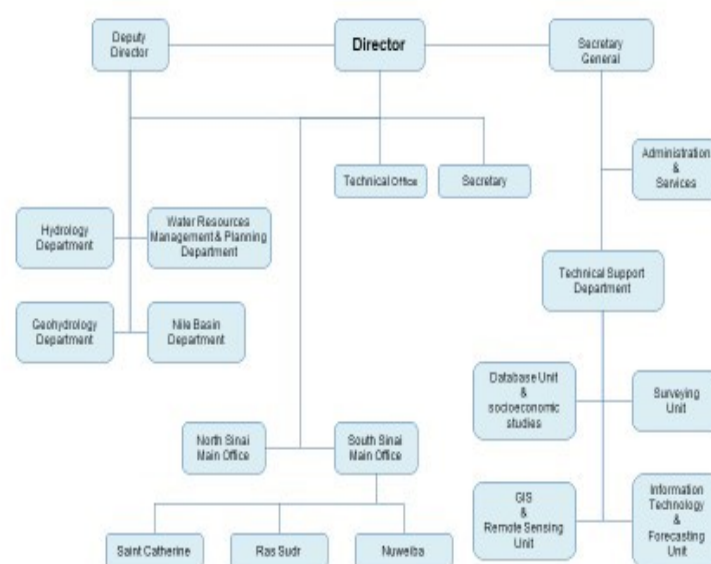 Deputy
Director
Director
Secretary
General
Administration
&
Services
Technical Office
Secretary
Hydrology
Department
Water Resources
Management & Planning
Department
Technical Support
Department
Geohydrology
Department
Nile Basin
Department
Database Unit
&
socioeconomic
studies
Surveying
Unit
North Sinai
Main Office
South Sinai
Main Office
GIS
&
Remote Sensing
Unit
Information
Technology
&
Forecasting
Unit
Saint Catherine
Ras Sudr
Nuweiba